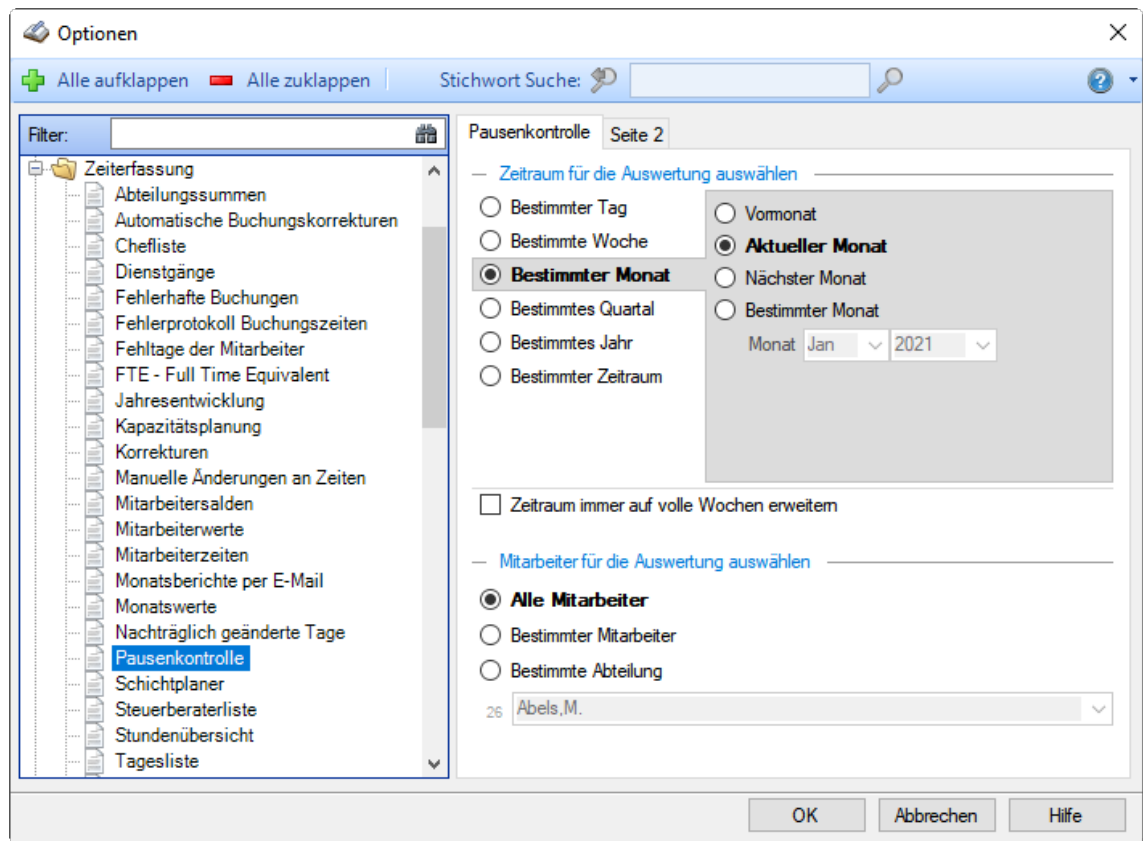 Optionen
Alle aufklappen Alle zuklappen Stichwort Suche:
Filter:
Zeiterfassung
Abteilungssummen
Automatische Buchungskorrekturen
Chefliste
Dienstgänge
Fehlerhafte Buchungen
Fehlerprotokoll Buchungszeiten
Fehltage der Mitarbeiter
FTE - Full Time Equivalent
Jahresentwicklung
Kapazitätsplanung
Korrekturen
Manuelle Änderungen an Zeiten
Mitarbeitersalden
Mitarbeiterwerte
Mitarbeiterzeiten
Monatsberichte per E-Mail
Monatswerte
Nachträglich geänderte Tage
Pausenkontrolle
Schichtplaner
Steuerberaterliste
Stundenübersicht
Tagesliste
Pausenkontrolle Seite 2
Zeitraum für die Auswertung auswählen
Bestimmter Tag
Bestimmte Woche
Bestimmter Monat
Bestimmtes Quartal
Bestimmtes Jahr
Bestimmter Zeitraum
Vormonat
Aktueller Monat
Nächster Monat
Bestimmter Monat
Monat Jan 2021
Zeitraum immer auf volle Wochen erweitern
Mitarbeiter für die Auswertung auswählen
Alle Mitarbeiter
Bestimmter Mitarbeiter
Bestimmte Abteilung
26 Abels,M.
OK Abbrechen Hilfe